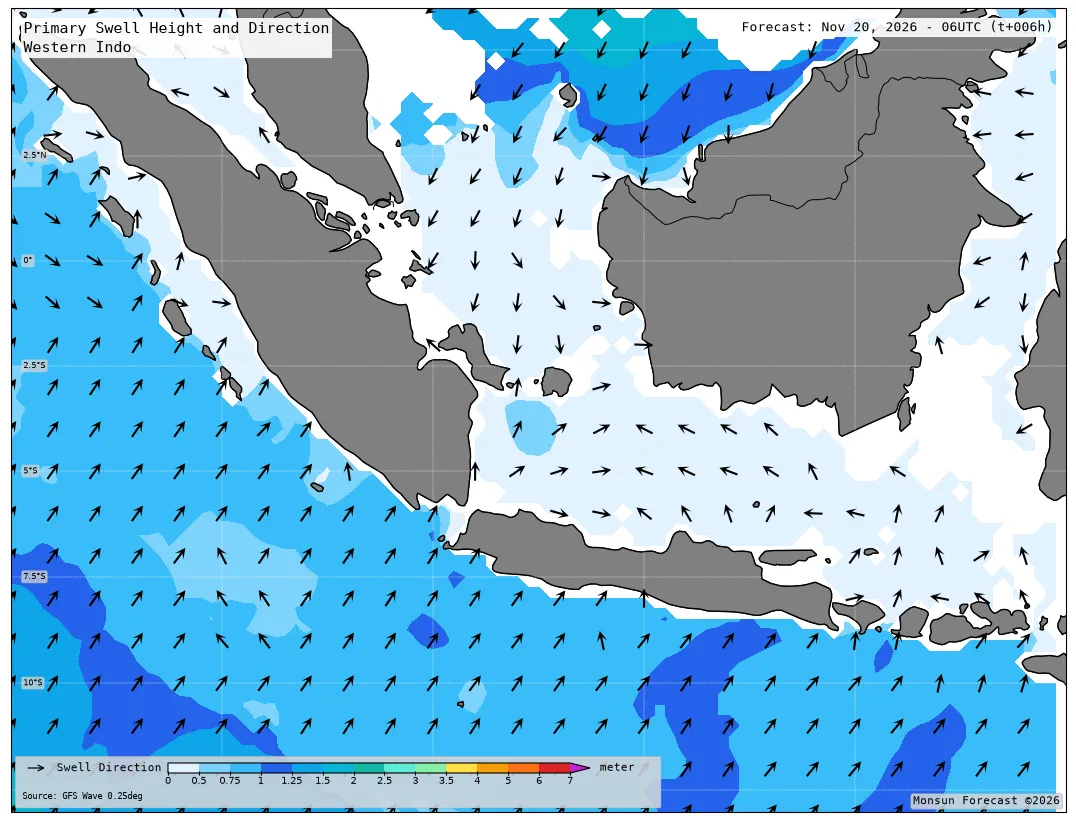 Primary Swell Height and Direction
Western Indo
Forecast: Nov 20, 2026 - 06UTC (t+006h)
2.5°N
0°
2.5°S
5°S
7.5°S
10°S
Swell Direction
0 0.5 0.75 1 1.25 1.5 2 2.5 3 3.5 4 5 6 7
meter
Source: GFS Wave 0.25deg
Monsun Forecast ©2026